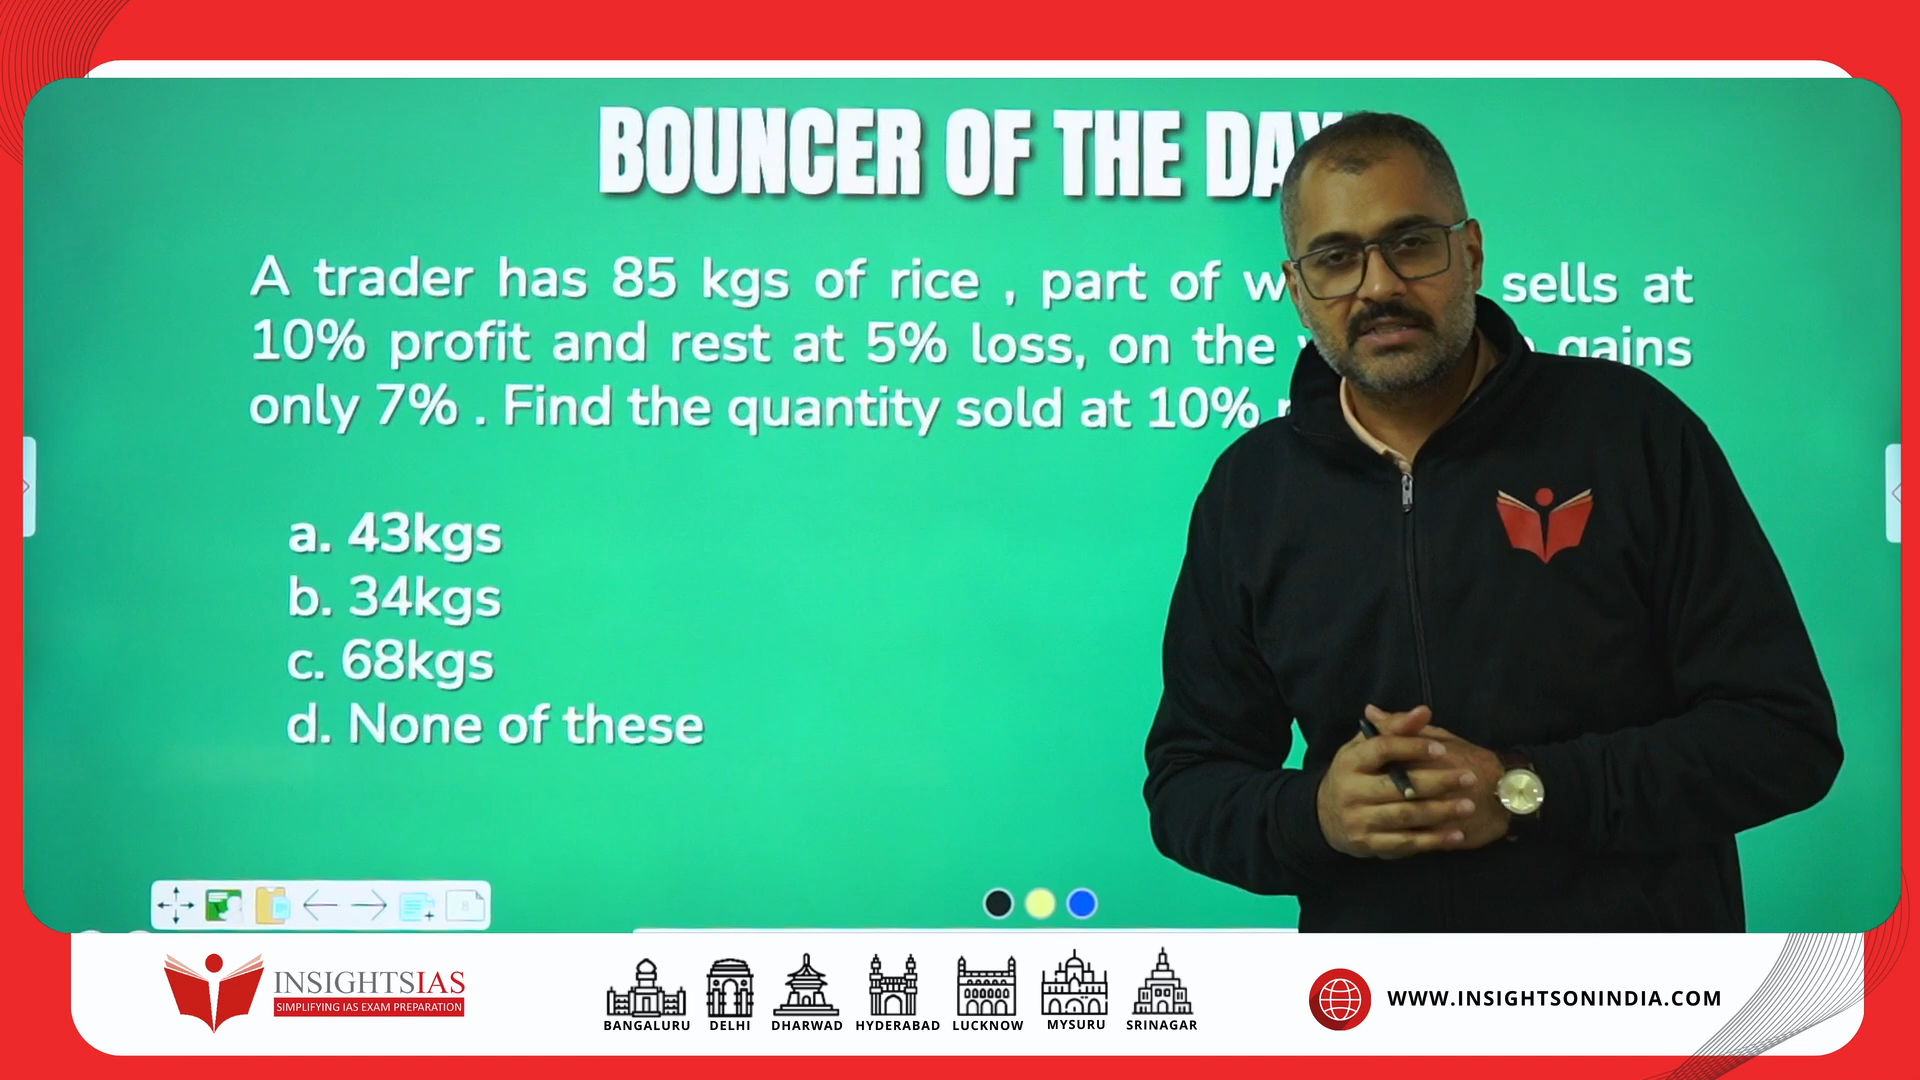 BOUNCER OF THE DAY
A trader has 85 kgs of rice , part of sells at
10% profit and rest at 5% loss, on the gains
only 7% . Find the quantity sold at 10%
a. 43kgs
b. 34kgs
c. 68kgs
d. None of these
8
INSIGHTSIAS
SIMPLIFYING IAS EXAM PREPARATION
BANGALURU DELHI DHARWAD HYDERABAD LUCKNOW MYSURU SRINAGAR
WWW.INSIGHTSONINDIA.COM